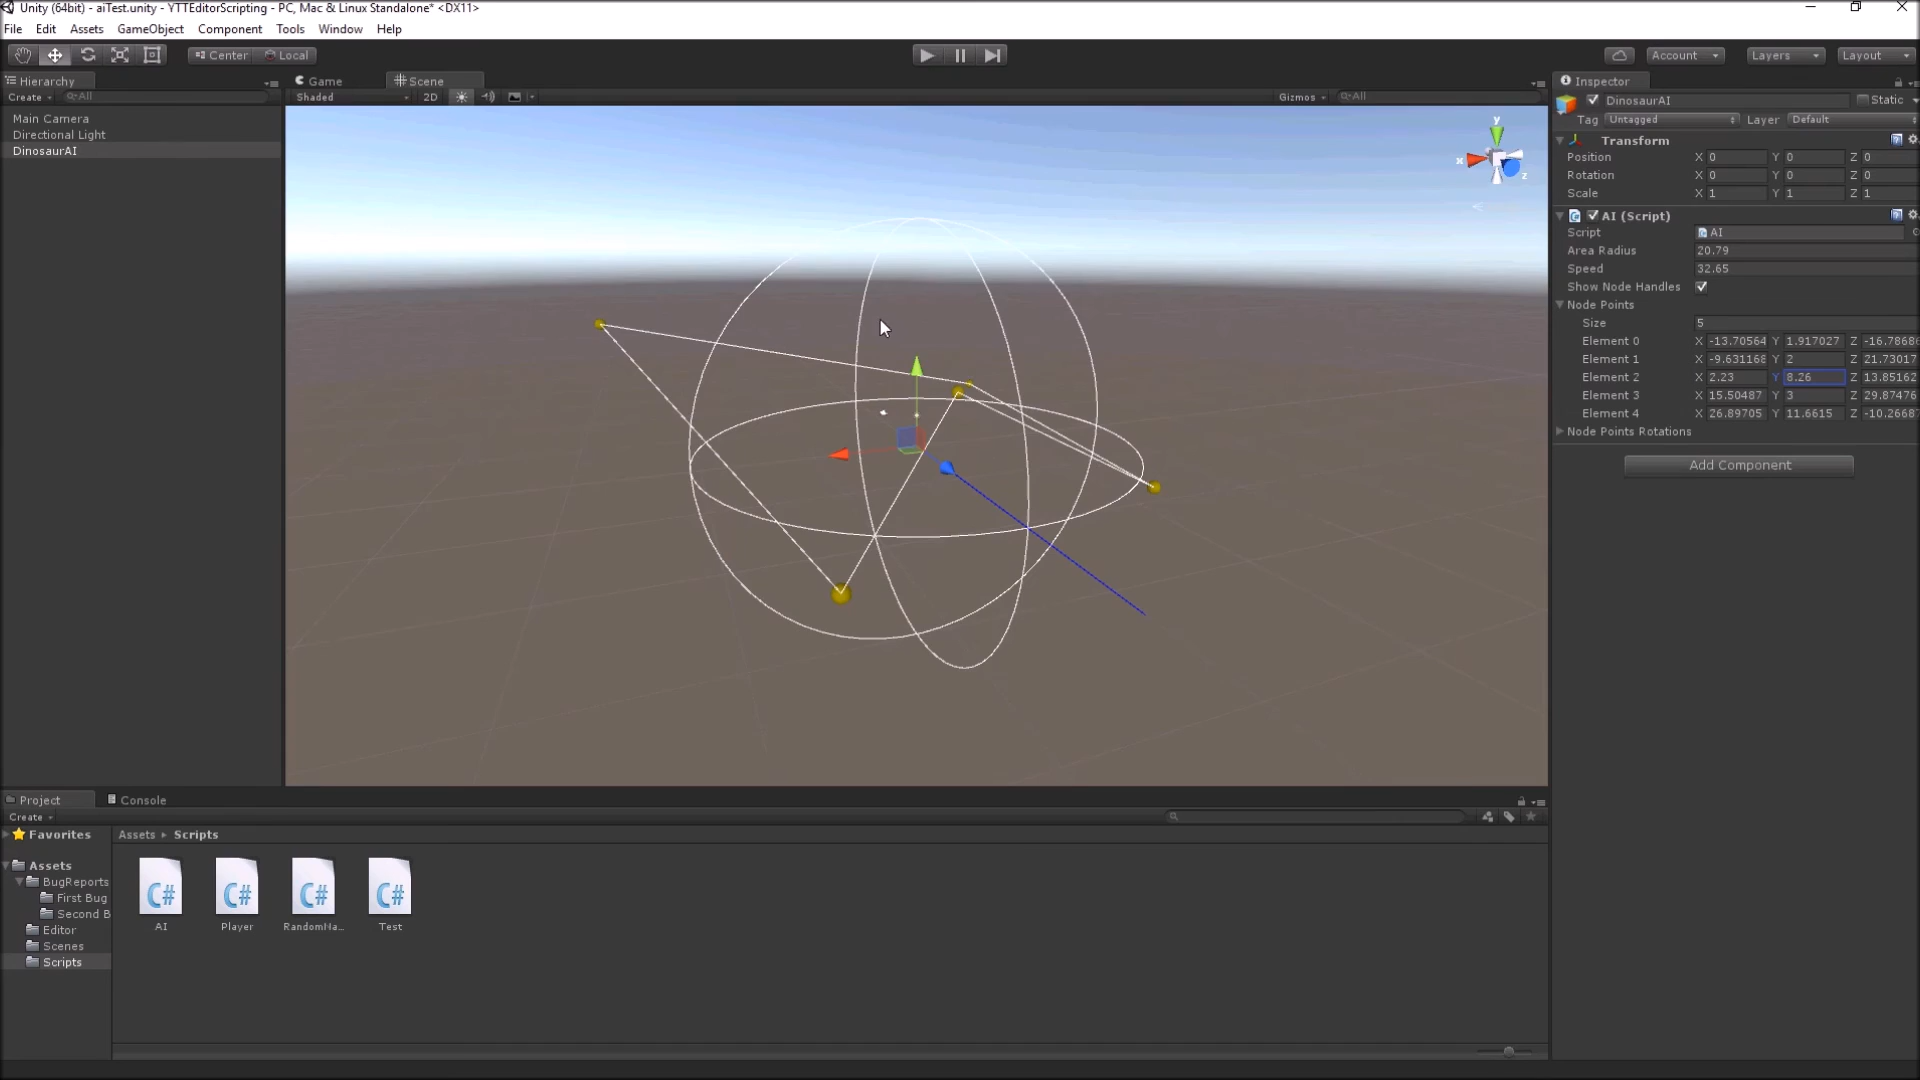 Unity (64bit) - aiTest.unity - YTTEditorScripting - PC, Mac & Linux Standalone* <DX11>
File Edit Assets GameObject Component Tools Window Help
Center Local Account Layers Layout
Hierarchy Game Scene Inspector
Create All Shaded 2D Gizmos All
DinosaurAI Static
Tag Untagged Layer Default
Main Camera
Directional Light
DinosaurAI
y
x
z
Transform
Position X 0 Y 0 Z 0
Rotation X 0 Y 0 Z 0
Scale X 1 Y 1 Z 1
AI (Script)
Script AI
Area Radius 20.79
Speed 32.65
Show Node Handles
Node Points
Size 5
Element 0 X -13.70564 Y 1.917027 Z -16.7868
Element 1 X -9.631168 Y 2 Z 21.73017
Element 2 X 2.23 Y 8.26 Z 13.85162
Element 3 X 15.50487 Y 3 Z 29.87476
Element 4 X 26.89705 Y 11.6615 Z -10.2668
Node Points Rotations
Add Component
Project Console
Create
Favorites
Assets
BugReports
First Bug
Second B
Editor
Scenes
Scripts
Assets Scripts
C# C# C# C#
AI Player RandomHa... Test